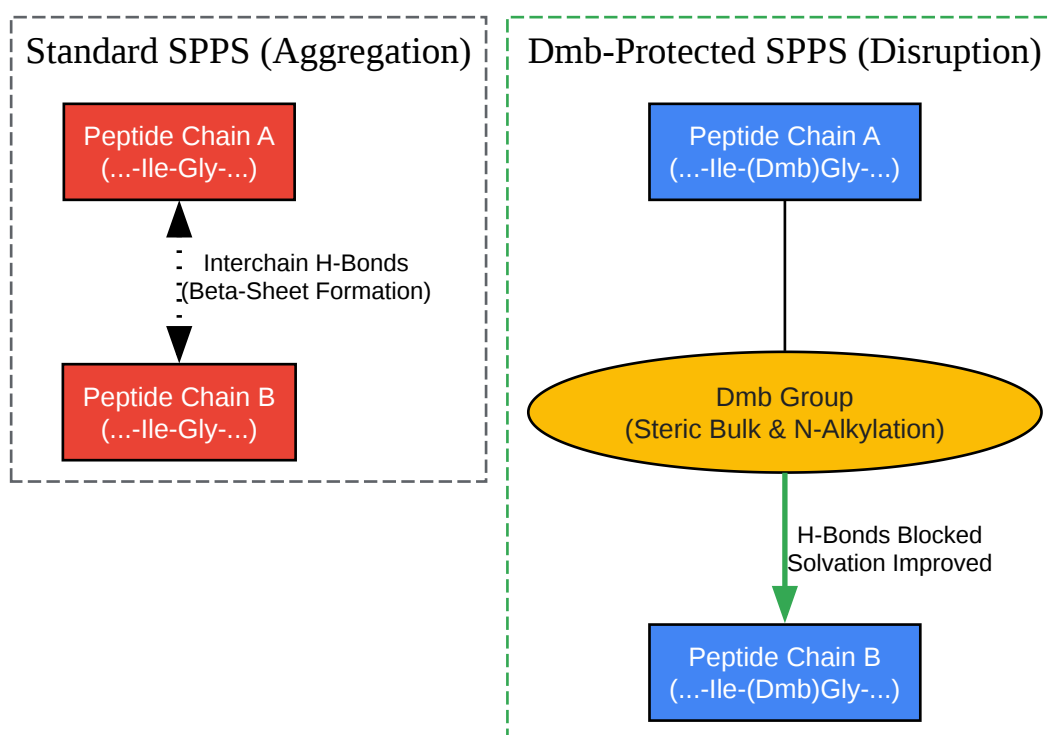 Standard SPPS (Aggregation)
Peptide Chain A
(...-Ile-Gly-...)
Interchain H-Bonds
(Beta-Sheet Formation)
Peptide Chain B
(...-Ile-Gly-...)
Dmb-Protected SPPS (Disruption)
Peptide Chain A
(...-Ile-(Dmb)Gly-...)
Dmb Group
(Steric Bulk & N-Alkylation)
H-Bonds Blocked
Solvation Improved
Peptide Chain B
(...-Ile-(Dmb)Gly-...)